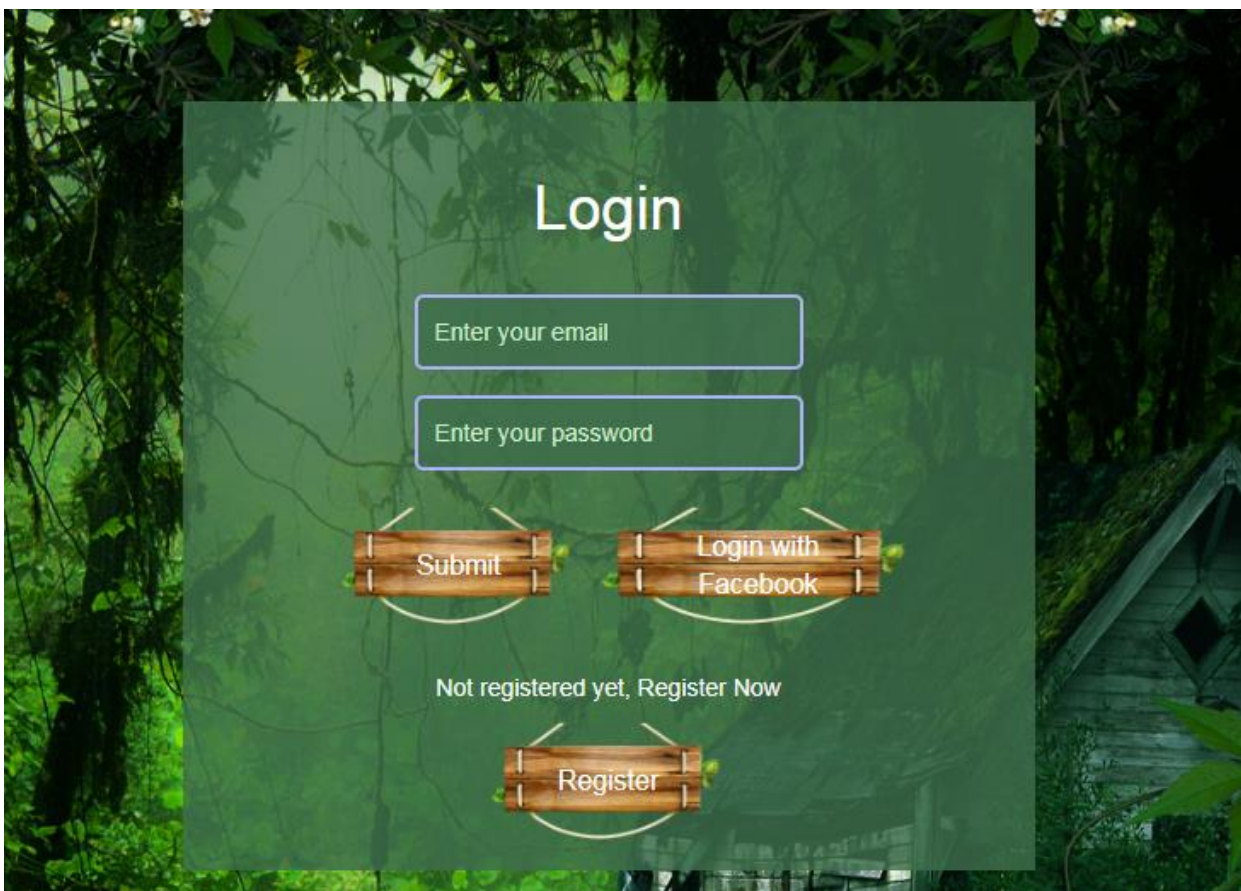 Login
Enter your email
Enter your password
Submit
Login with
Facebook
Not registered yet, Register Now
Register